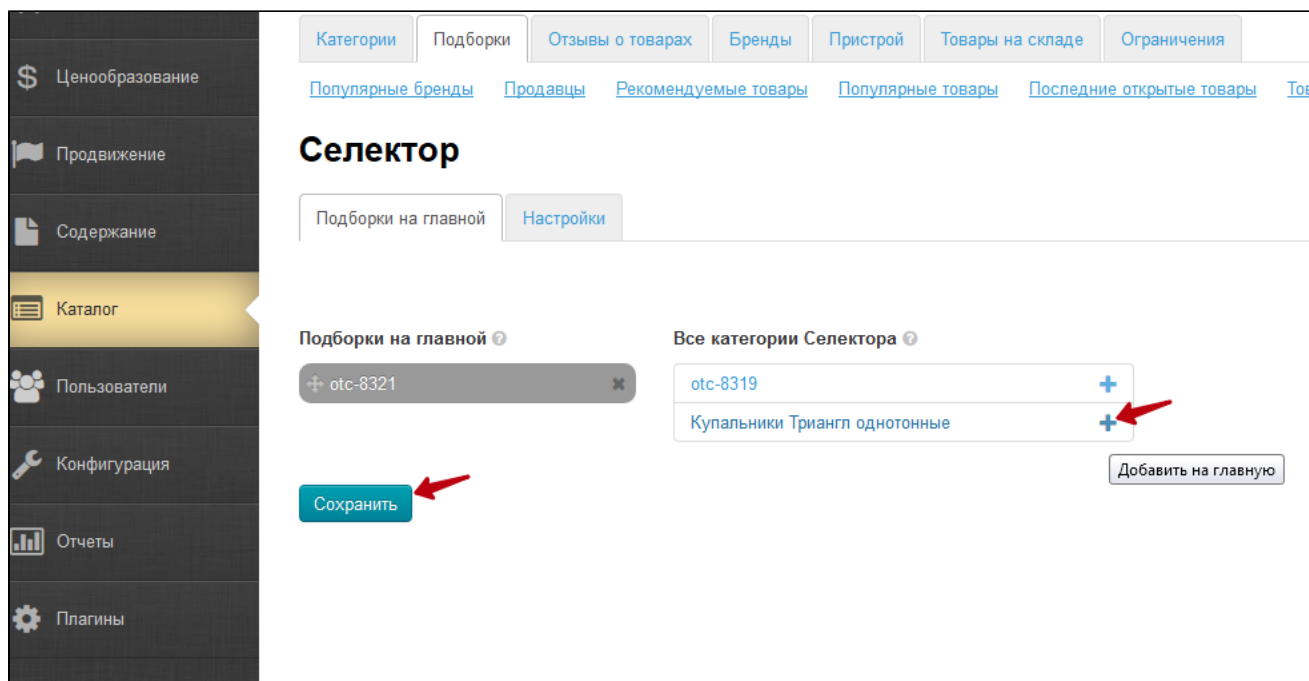 Категории Подборки Отзывы о товарах Бренды Пристрой Товары на складе Ограничения
Популярные бренды Продавцы Рекомендуемые товары Популярные товары Последние открытые товары
Ценообразование
Продвижение
Содержание
Каталог
Пользователи
Конфигурация
Отчеты
Плагины
Селектор
Подборки на главной Настройки
Подборки на главной Все категории Селектора
otc-8321 otc-8319
Купальники Триангл однотонные
Добавить на главную
Сохранить